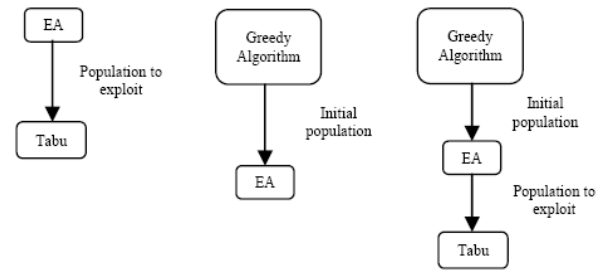 EA
Population to
exploit
Tabu
Greedy
Algorithm
Initial
population
EA
Greedy
Algorithm
Initial
population
EA
Population to
exploit
Tabu